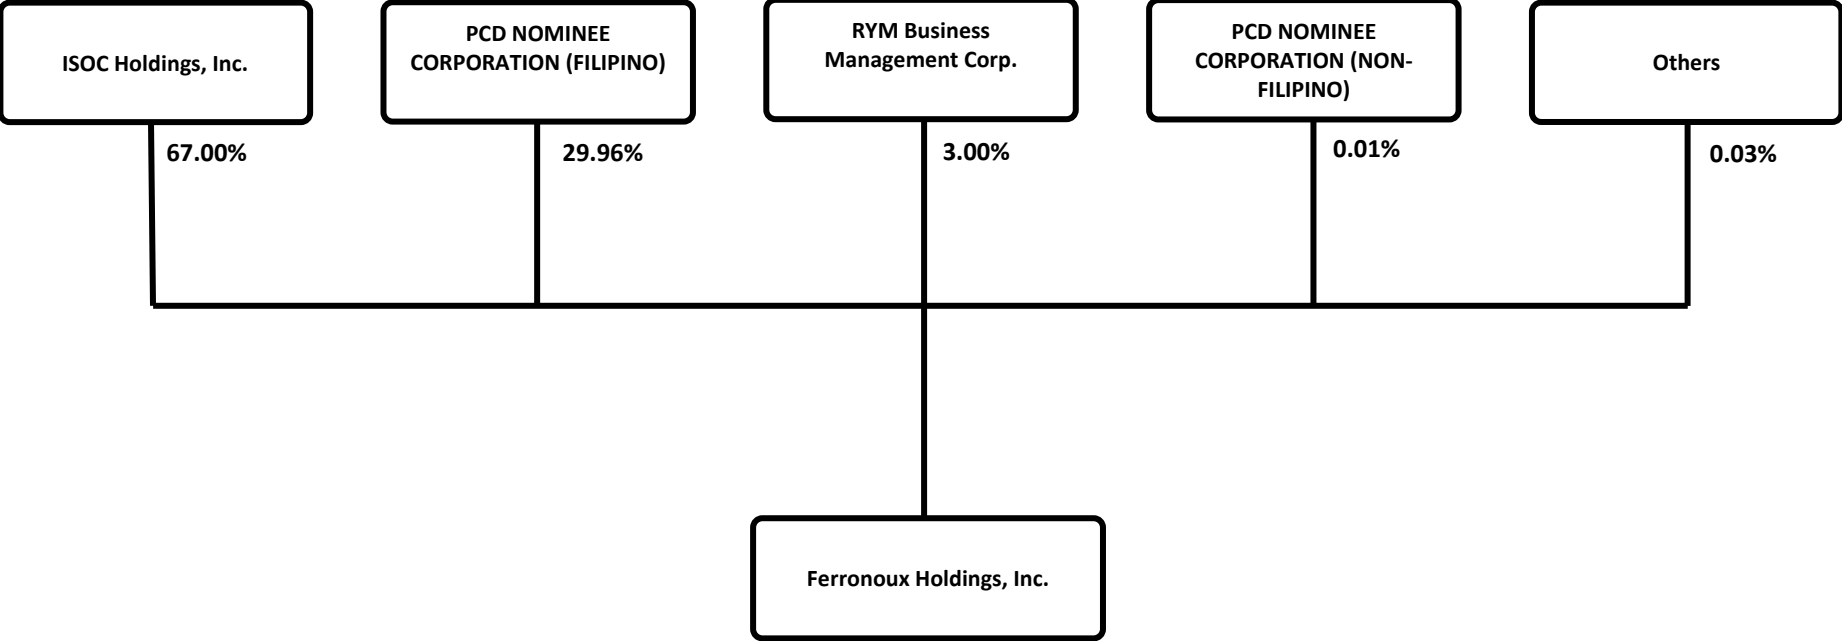 ISOC Holdings, Inc.
PCD NOMINEE
CORPORATION (FILIPINO)
RYM Business
Management Corp.
PCD NOMINEE
CORPORATION (NON-
FILIPINO)
Others
67.00%
29.96%
3.00%
0.01%
0.03%
Ferronoux Holdings, Inc.